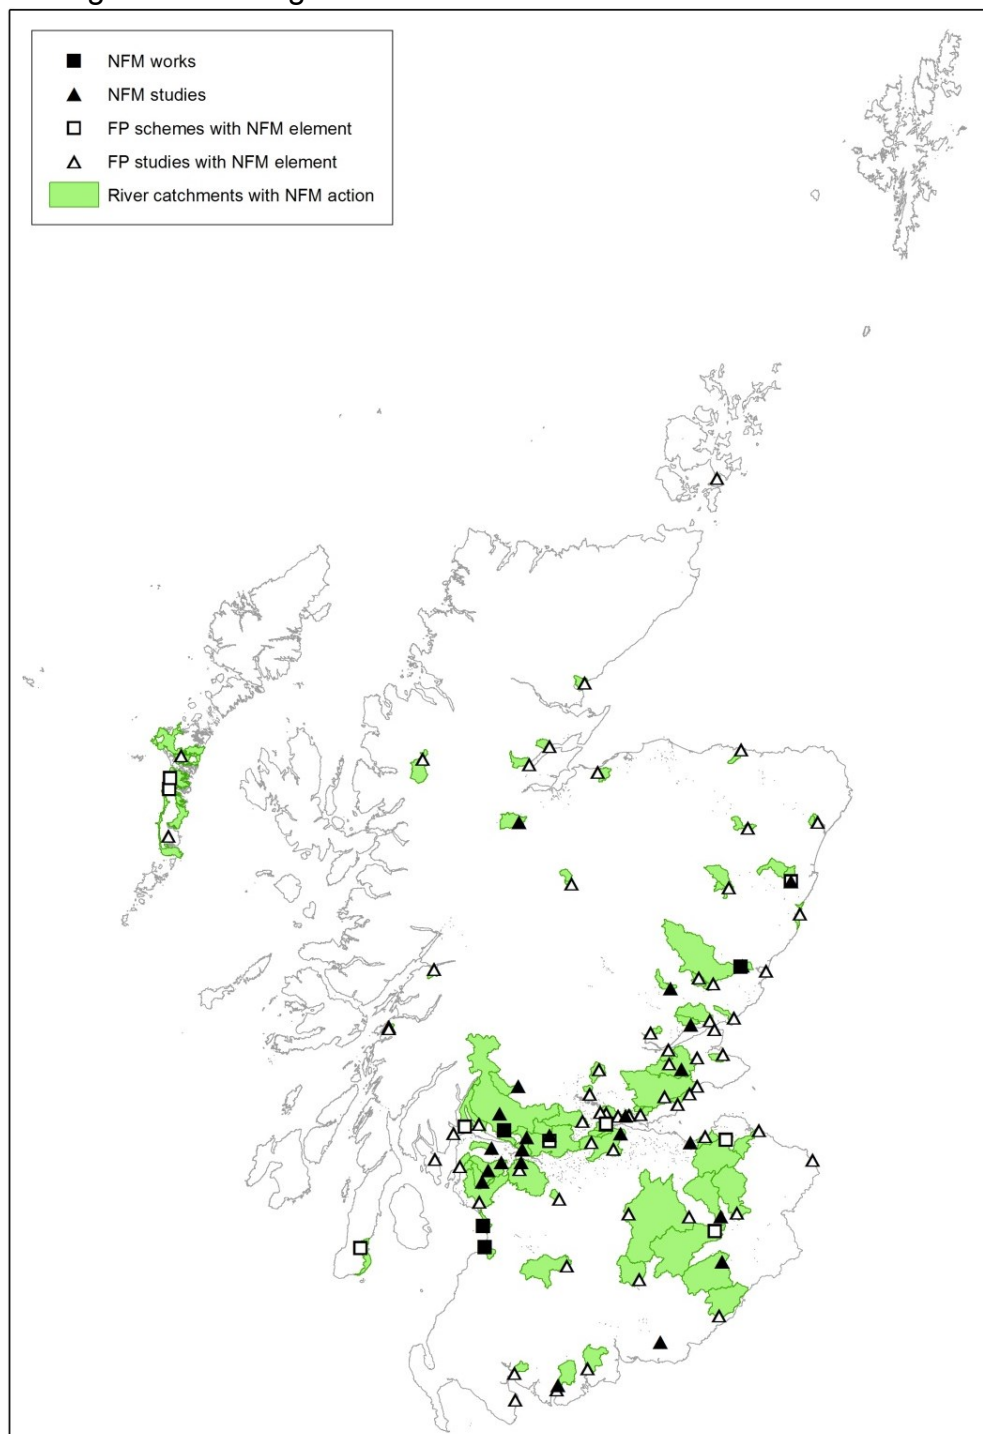 NFM works
NFM studies
FP schemes with NFM element
FP studies with NFM element
River catchments with NFM action